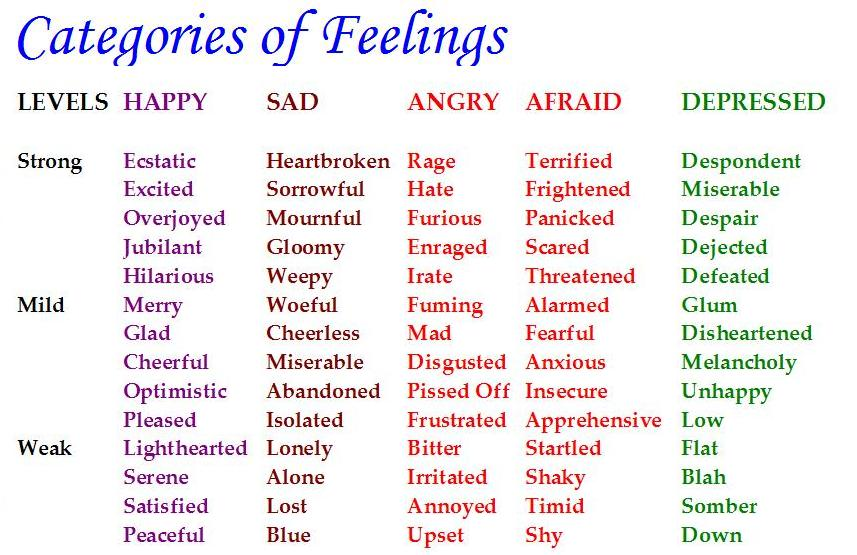 Categories of Feelings
LEVELS HAPPY SAD ANGRY AFRAID DEPRESSED
Strong Ecstatic Heartbroken Rage Terrified Despondent
Excited Sorrowful Hate Frightened Miserable
Overjoyed Mournful Furious Panicked Despair
Jubilant Gloomy Enraged Scared Dejected
Hilarious Weepy Irate Threatened Defeated
Mild Merry Woeful Fuming Alarmed Glum
Glad Cheerless Mad Fearful Disheartened
Cheerful Miserable Disgusted Anxious Melancholy
Optimistic Abandoned Pissed Off Insecure Unhappy
Pleased Isolated Frustrated Apprehensive Low
Weak Lighthearted Lonely Bitter Startled Flat
Serene Alone Irritated Shaky Blah
Satisfied Lost Annoyed Timid Somber
Peaceful Blue Upset Shy Down